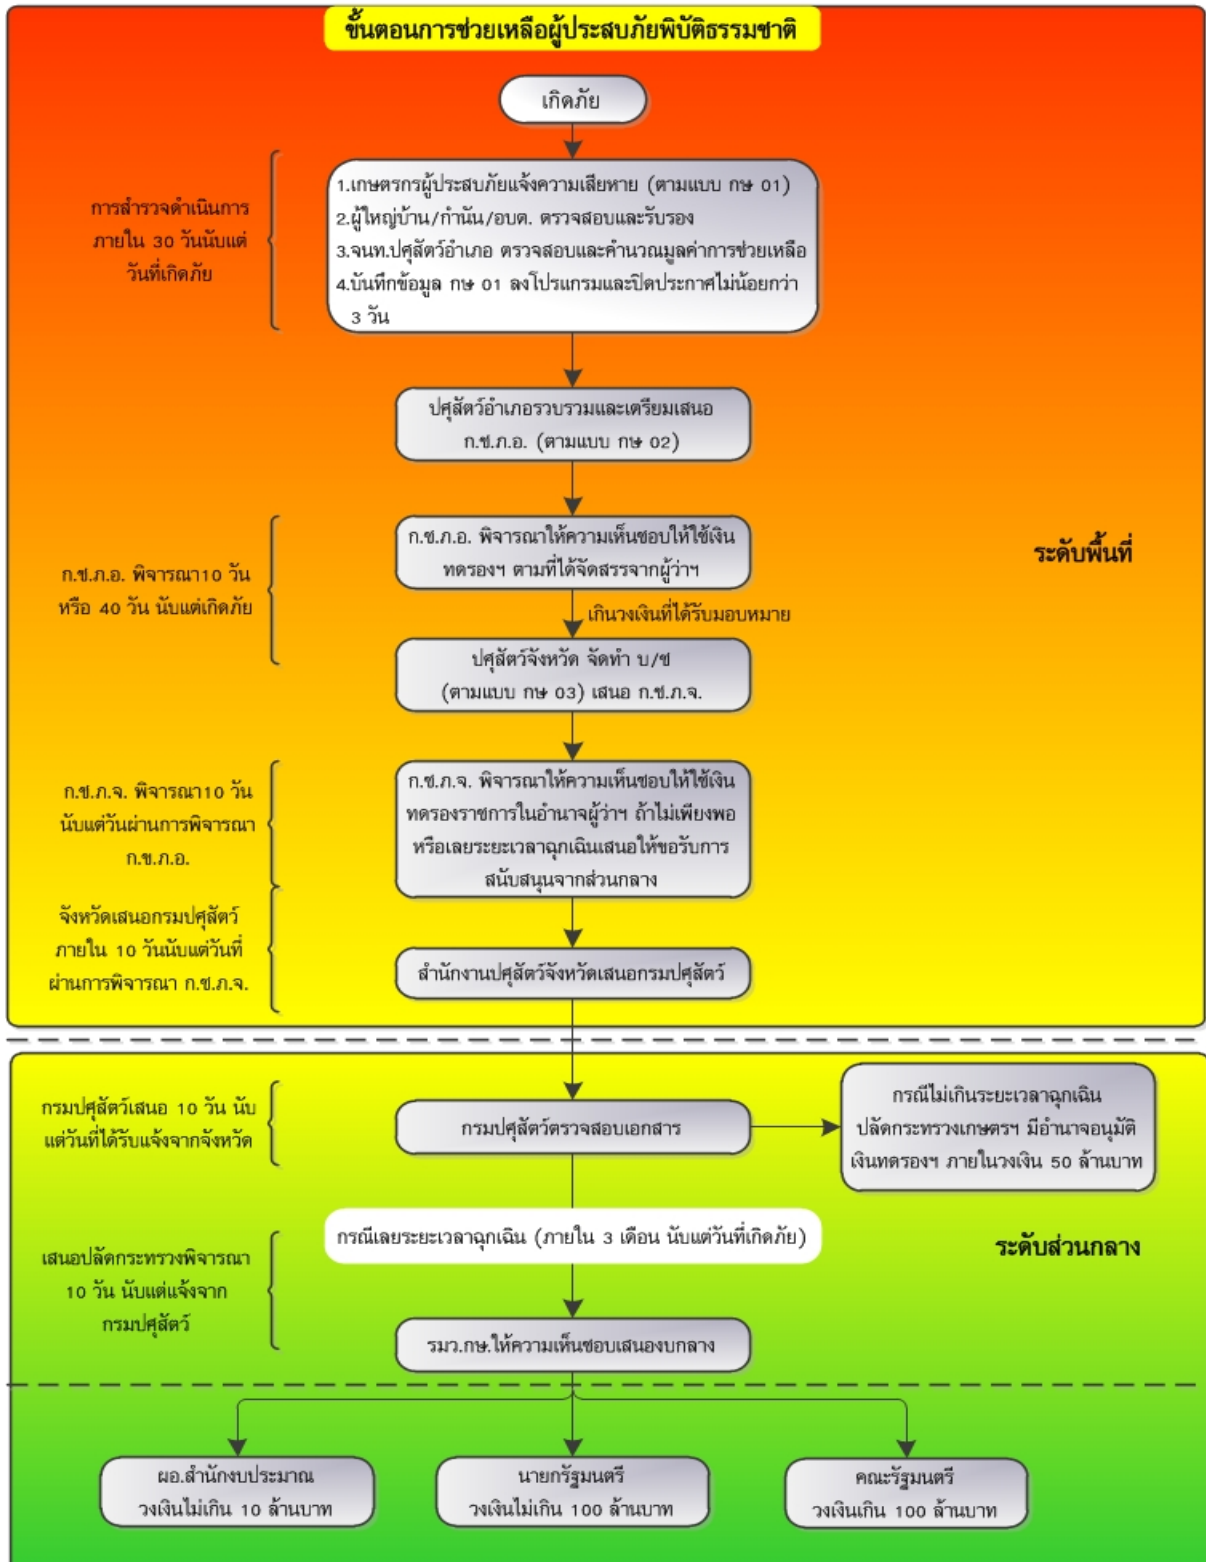 ขั้นตอนการช่วยเหลือผู้ประสบภัยพิบัติธรรมชาติ
เกิดภัย
การสำรวจดำเนินการ
ภายใน 30 วันนับแต่
วันที่เกิดภัย
1.เกษตรกรผู้ประสบภัยแจ้งความเสียหาย (ตามแบบ กษ 01)
2.ผู้ใหญ่บ้าน/กำนัน/อบต. ตรวจสอบและรับรอง
3.จนท.ปศุสัตว์อำเภอ ตรวจสอบและคำนวณมูลค่าการช่วยเหลือ
4.บันทึกข้อมูล กษ 01 ลงโปรแกรมและปิดประกาศไม่น้อยกว่า
3 วัน
ปศุสัตว์อำเภอรวบรวมและเตรียมเสนอ
ก.ช.ภ.อ. (ตามแบบ กษ 02)
ก.ช.ภ.อ. พิจารณา10 วัน
หรือ 40 วัน นับแต่เกิดภัย
ก.ช.ภ.อ. พิจารณาให้ความเห็นชอบให้ใช้เงิน
ทดรองฯ ตามที่ได้จัดสรรจากผู้ว่าฯ
เกินวงเงินที่ได้รับมอบหมาย
ปศุสัตว์จังหวัด จัดทำ บ/ช
(ตามแบบ กษ 03) เสนอ ก.ช.ภ.จ.
ระดับพื้นที่
ก.ช.ภ.จ. พิจารณา10 วัน
นับแต่วันผ่านการพิจารณา
ก.ช.ภ.อ.
ก.ช.ภ.จ. พิจารณาให้ความเห็นชอบให้ใช้เงิน
ทดรองราชการในอำนาจผู้ว่าฯ ถ้าไม่เพียงพอ
หรือเลยระยะเวลาฉุกเฉินเสนอให้ขอรับการ
สนับสนุนจากส่วนกลาง
จังหวัดเสนอกรมปศุสัตว์
ภายใน 10 วันนับแต่วันที่
ผ่านการพิจารณา ก.ช.ภ.จ.
สำนักงานปศุสัตว์จังหวัดเสนอกรมปศุสัตว์
กรมปศุสัตว์เสนอ 10 วัน นับ
แต่วันที่ได้รับแจ้งจากจังหวัด
กรมปศุสัตว์ตรวจสอบเอกสาร
กรณีไม่เกินระยะเวลาฉุกเฉิน
ปลัดกระทรวงเกษตรฯ มีอำนาจอนุมัติ
เงินทดรองฯ ภายในวงเงิน 50 ล้านบาท
กรณีเลยระยะเวลาฉุกเฉิน (ภายใน 3 เดือน นับแต่วันที่เกิดภัย)
ระดับส่วนกลาง
เสนอปลัดกระทรวงพิจารณา
10 วัน นับแต่แจ้งจาก
กรมปศุสัตว์
รมว.กษ.ให้ความเห็นชอบเสนองบกลาง
ผอ.สำนักงบประมาณ
วงเงินไม่เกิน 10 ล้านบาท
นายกรัฐมนตรี
วงเงินไม่เกิน 100 ล้านบาท
คณะรัฐมนตรี
วงเงินเกิน 100 ล้านบาท